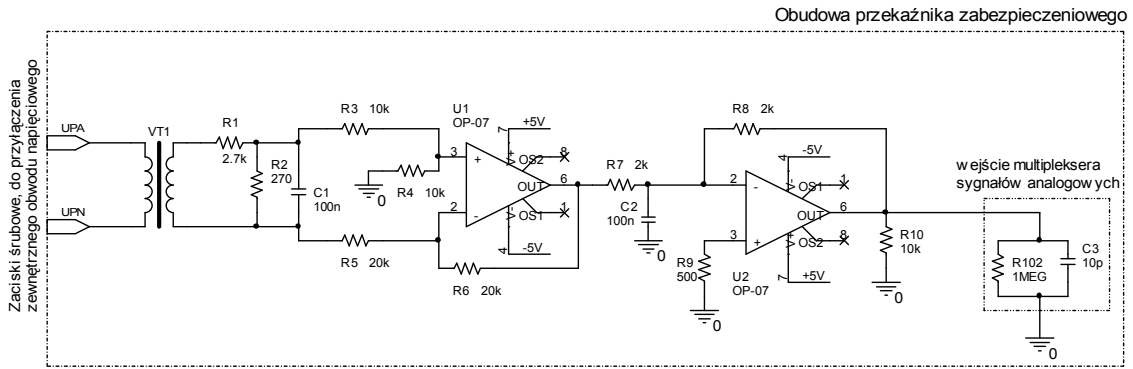 Obudowa przekaźnika zabezpieczeniowego
Zaciski śrubowe, do przyłączenia
zewnętrznego obwodu napięciowego
UPA
UPN
VT1
R1
2.7k
R2
270
C1
100n
R3 10k
R4 10k
0
R5 20k
R6 20k
U1
OP-07
3
+
2
-
7
+5V
V+
OS2
8
OUT
6
OS1
1
V-
4
-5V
R7 2k
C2
100n
0
R8 2k
R9
500
0
2
-
3
+
4
-5V
V-
OS1
1
OUT
6
OS2
8
V+
7
+5V
U2
OP-07
R10
10k
0
wejście multipleksera
sygnałów analogowych
R102
1MEG
C3
10p
0